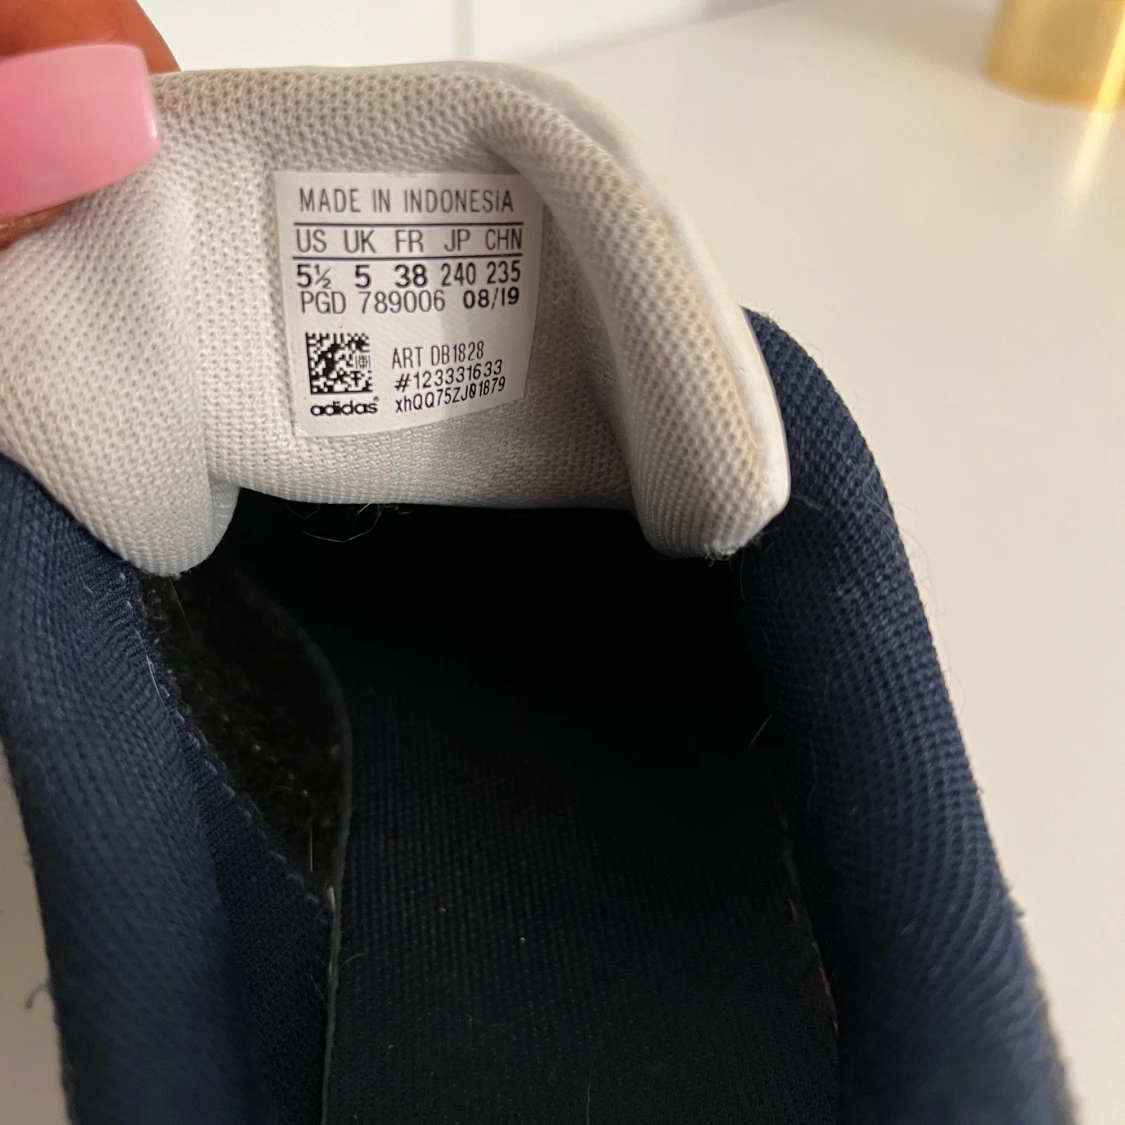 MADE IN INDONESiA
US UK FR JP CHN
5½ 5 38 240 235
PGD 789006 08/19
ART DB1828
#123331633
xhQQ75ZJ01879
adidas